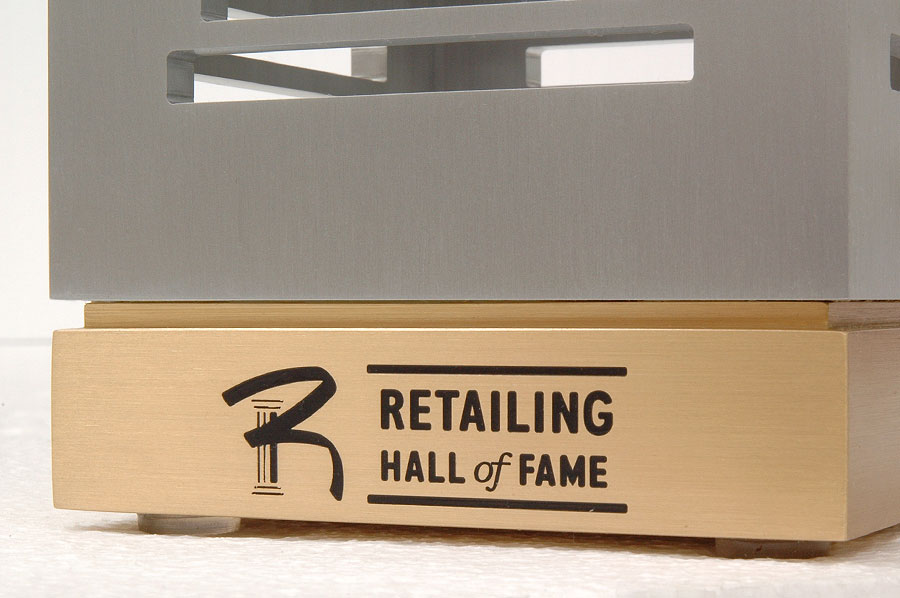 R
RETAILING
HALL of FAME